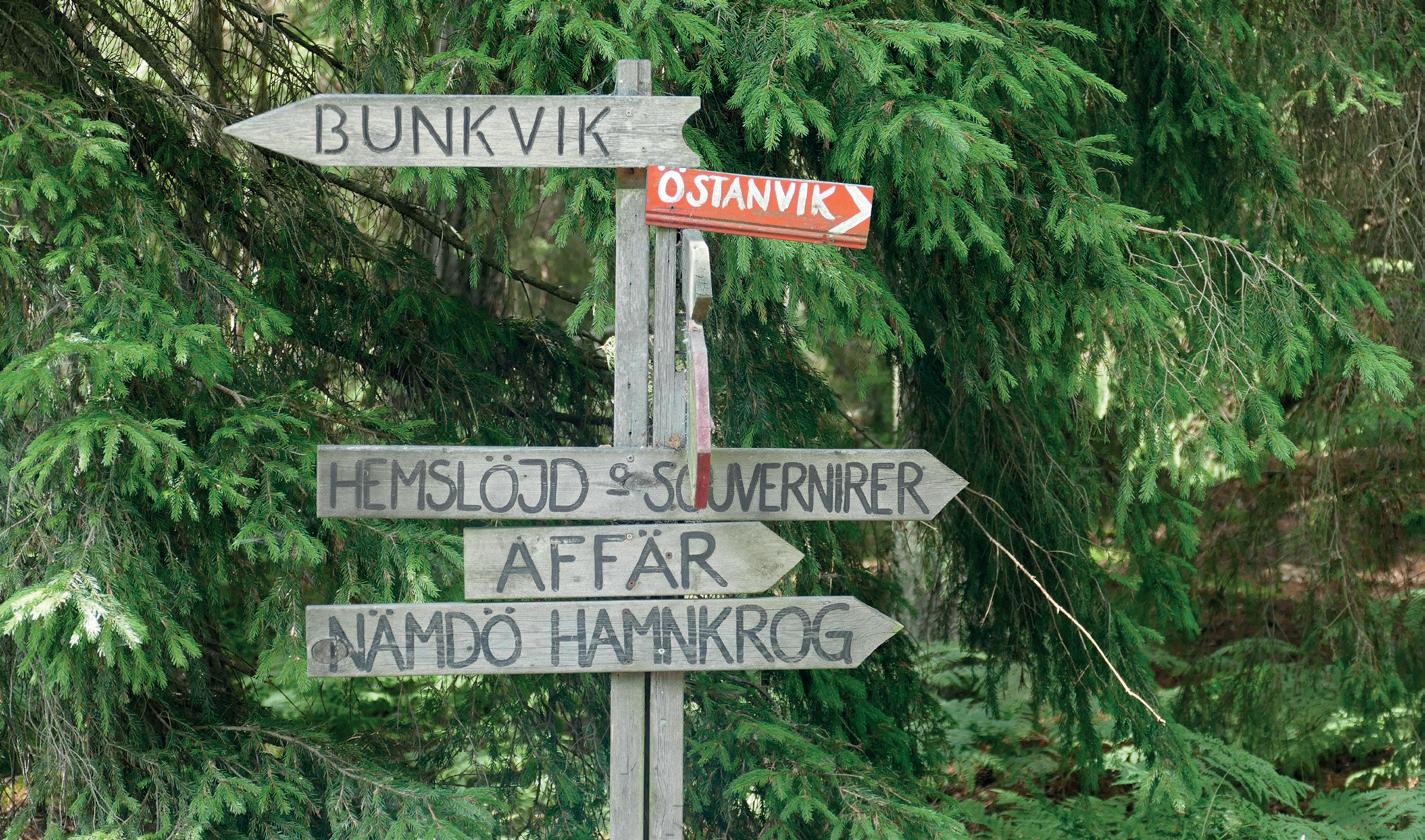 BUNKVIK
ÖSTANVIK
HEMSLÖJD & SOUVERNIRER
AFFÄR
NÄMDÖ HAMNKROG